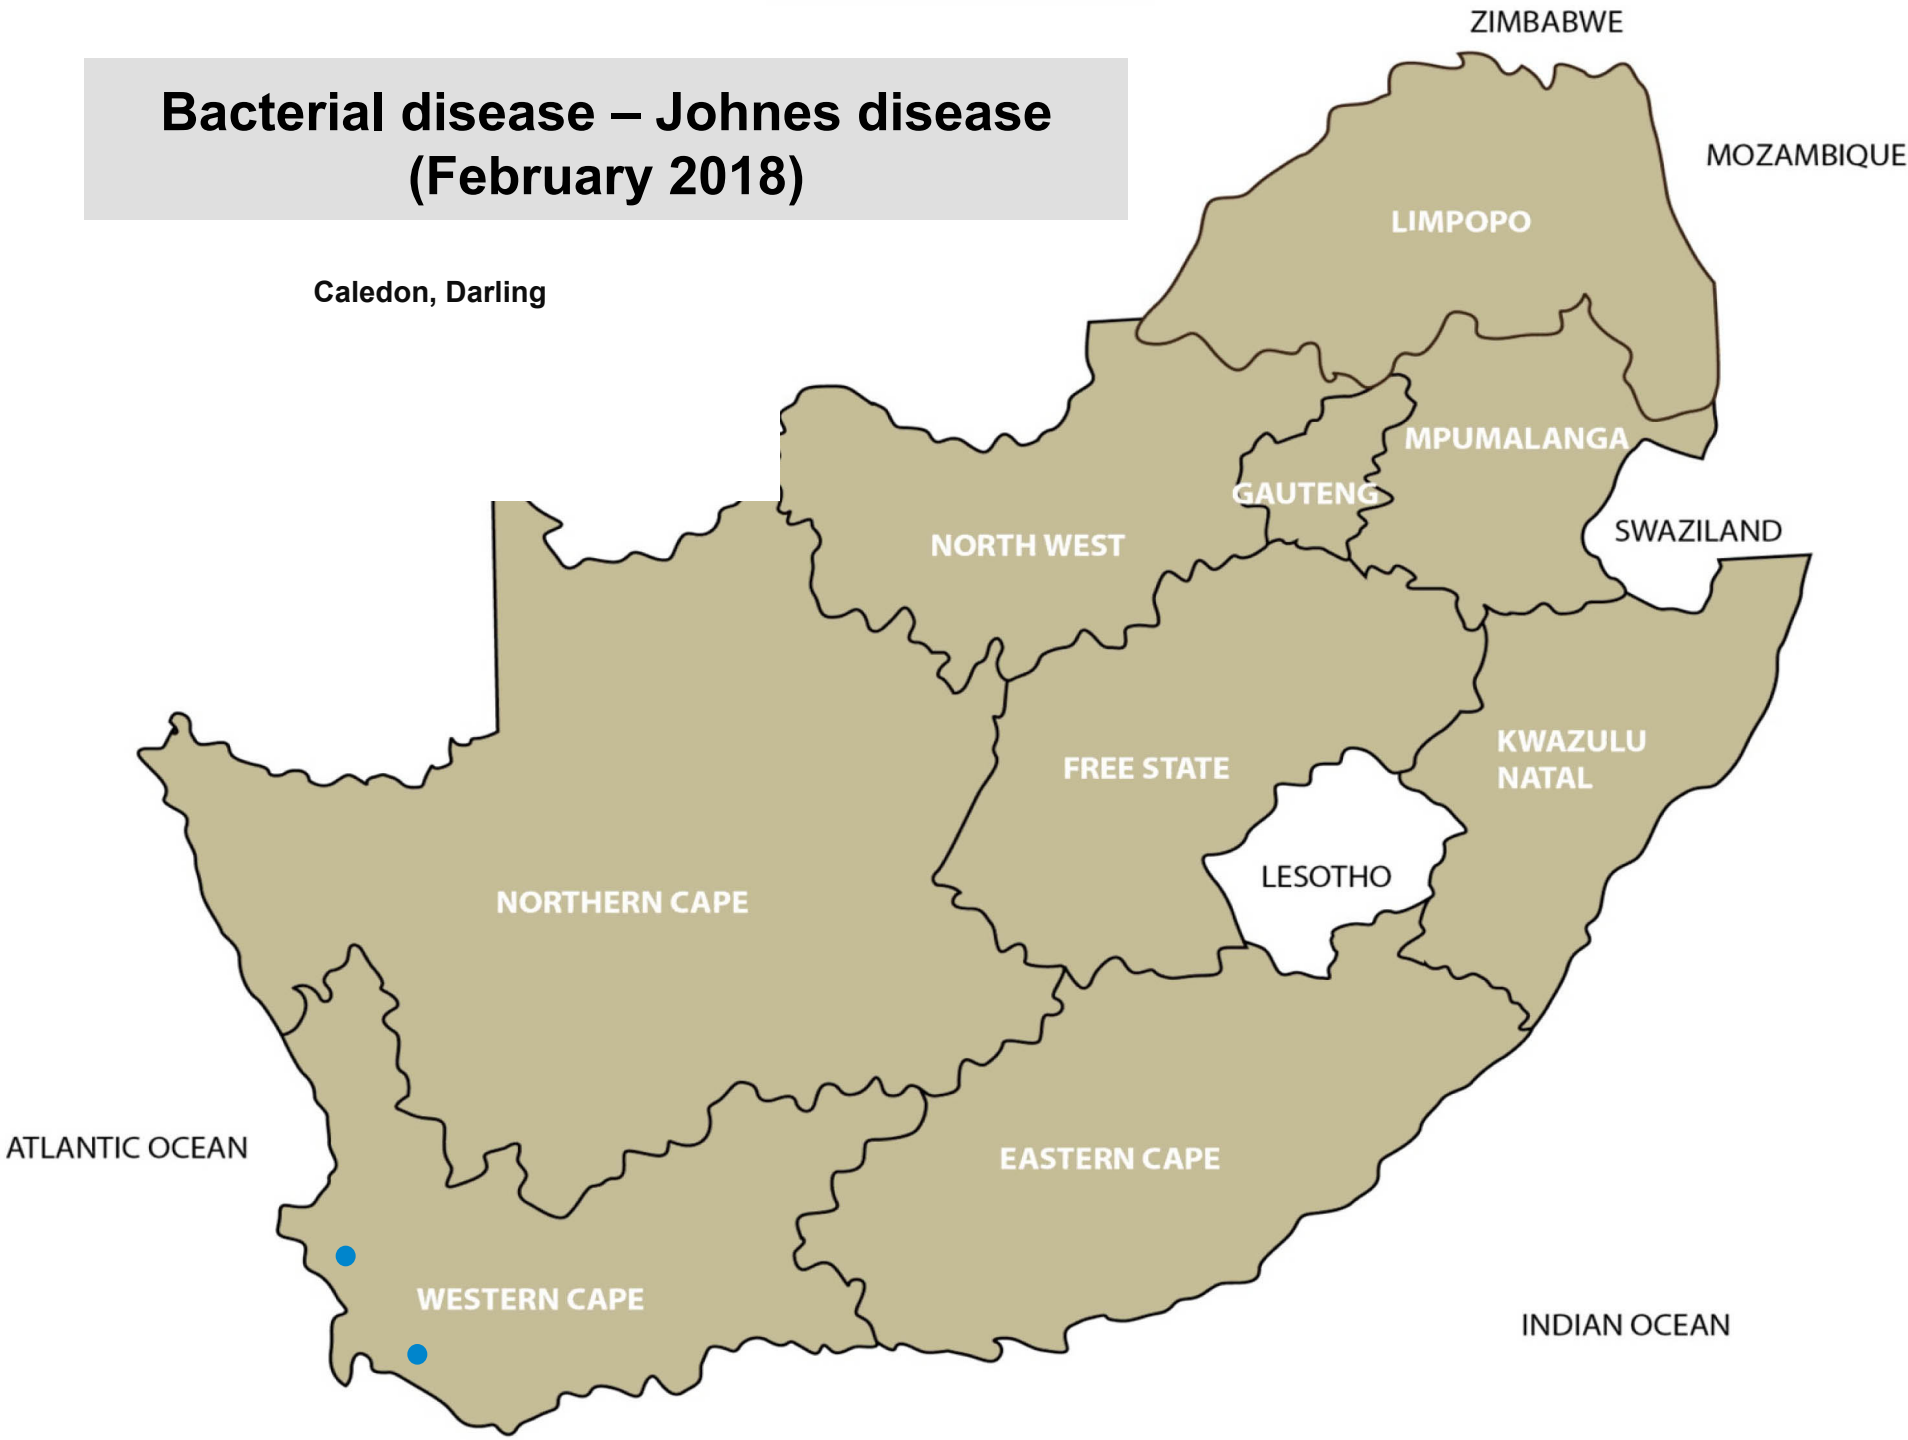 ZIMBABWE
Bacterial disease – Johnes disease
(February 2018)
MOZAMBIQUE
LIMPOPO
Caledon, Darling
MPUMALANGA
GAUTENG
NORTH WEST
SWAZILAND
KWAZULU
NATAL
FREE STATE
LESOTHO
NORTHERN CAPE
ATLANTIC OCEAN
EASTERN CAPE
WESTERN CAPE
INDIAN OCEAN